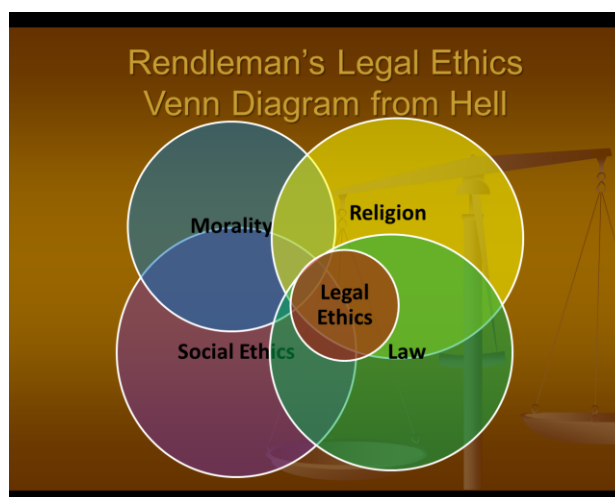 Rendleman's Legal Ethics
Venn Diagram from Hell
Morality
Religion
Legal
Ethics
Social Ethics
Law